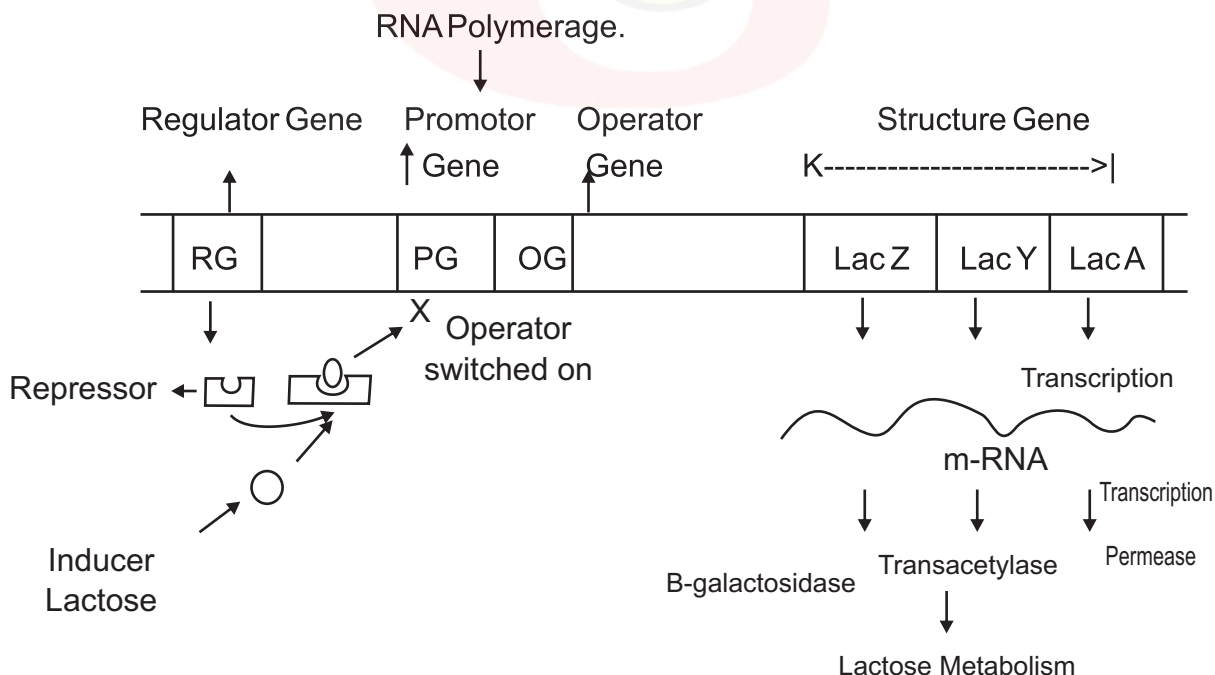 RNA Polymerage.
Regulator Gene
Promotor
Gene
Operator
Gene
Structure Gene
K-------------------------->|
RG
PG
OG
Lac Z
Lac Y
Lac A
X
Operator
switched on
Repressor
Inducer
Lactose
Transcription
m-RNA
Transcription
B-galactosidase
Transacetylase
Permease
Lactose Metabolism